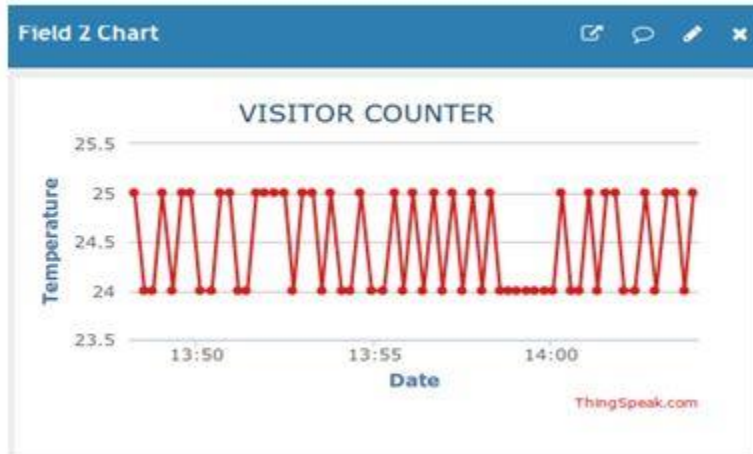 Field 2 Chart
VISITOR COUNTER
25.5
25
24.5
24
23.5
Temperature
13:50 13:55 14:00
Date
ThingSpeak.com